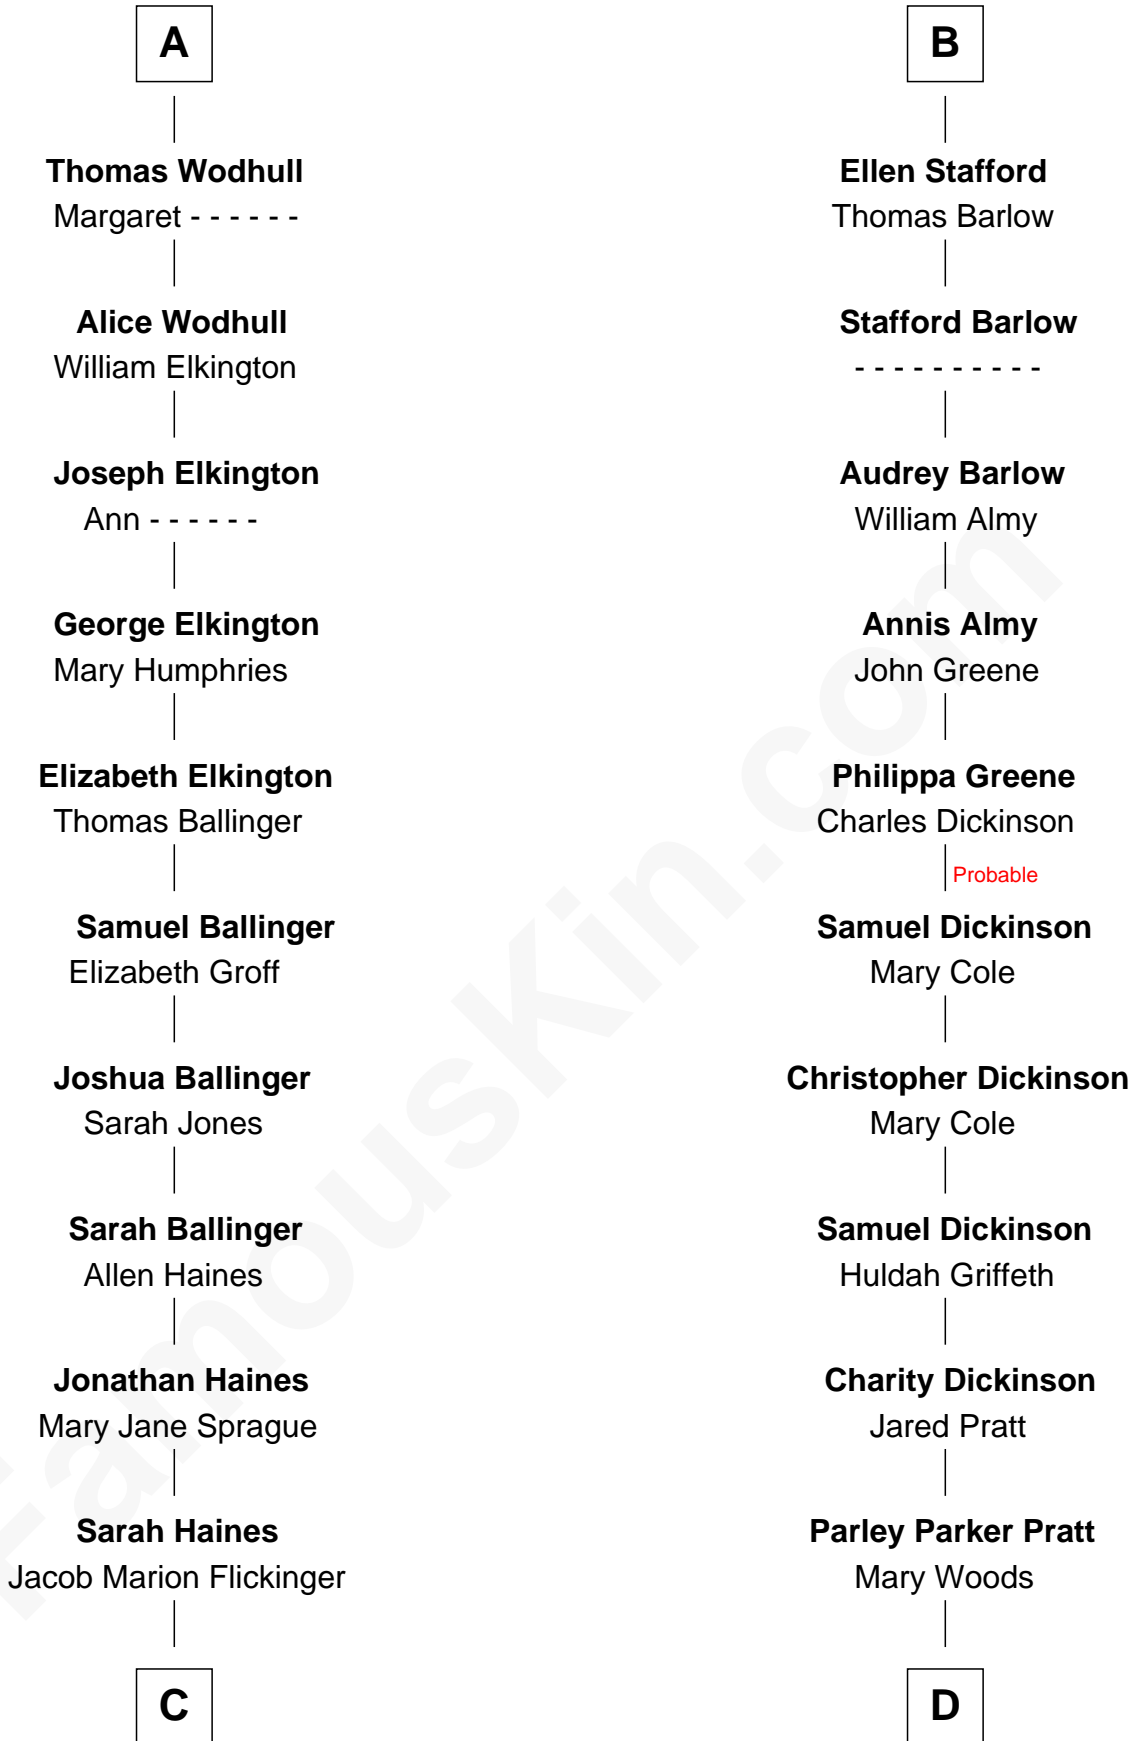 A
Thomas Wodhull
Margaret - - - - - -
Alice Wodhull
William Elkington
Joseph Elkington
Ann - - - - - -
George Elkington
Mary Humphries
Elizabeth Elkington
Thomas Ballinger
Samuel Ballinger
Elizabeth Groff
Joshua Ballinger
Sarah Jones
Sarah Ballinger
Allen Haines
Jonathan Haines
Mary Jane Sprague
Sarah Haines
Jacob Marion Flickinger
C
B
Ellen Stafford
Thomas Barlow
Stafford Barlow
- - - - - - - - - -
Audrey Barlow
William Almy
Annis Almy
John Greene
Philippa Greene
Charles Dickinson
Probable
Samuel Dickinson
Mary Cole
Christopher Dickinson
Mary Cole
Samuel Dickinson
Huldah Griffeth
Charity Dickinson
Jared Pratt
Parley Parker Pratt
Mary Woods
D
FamousKin.com